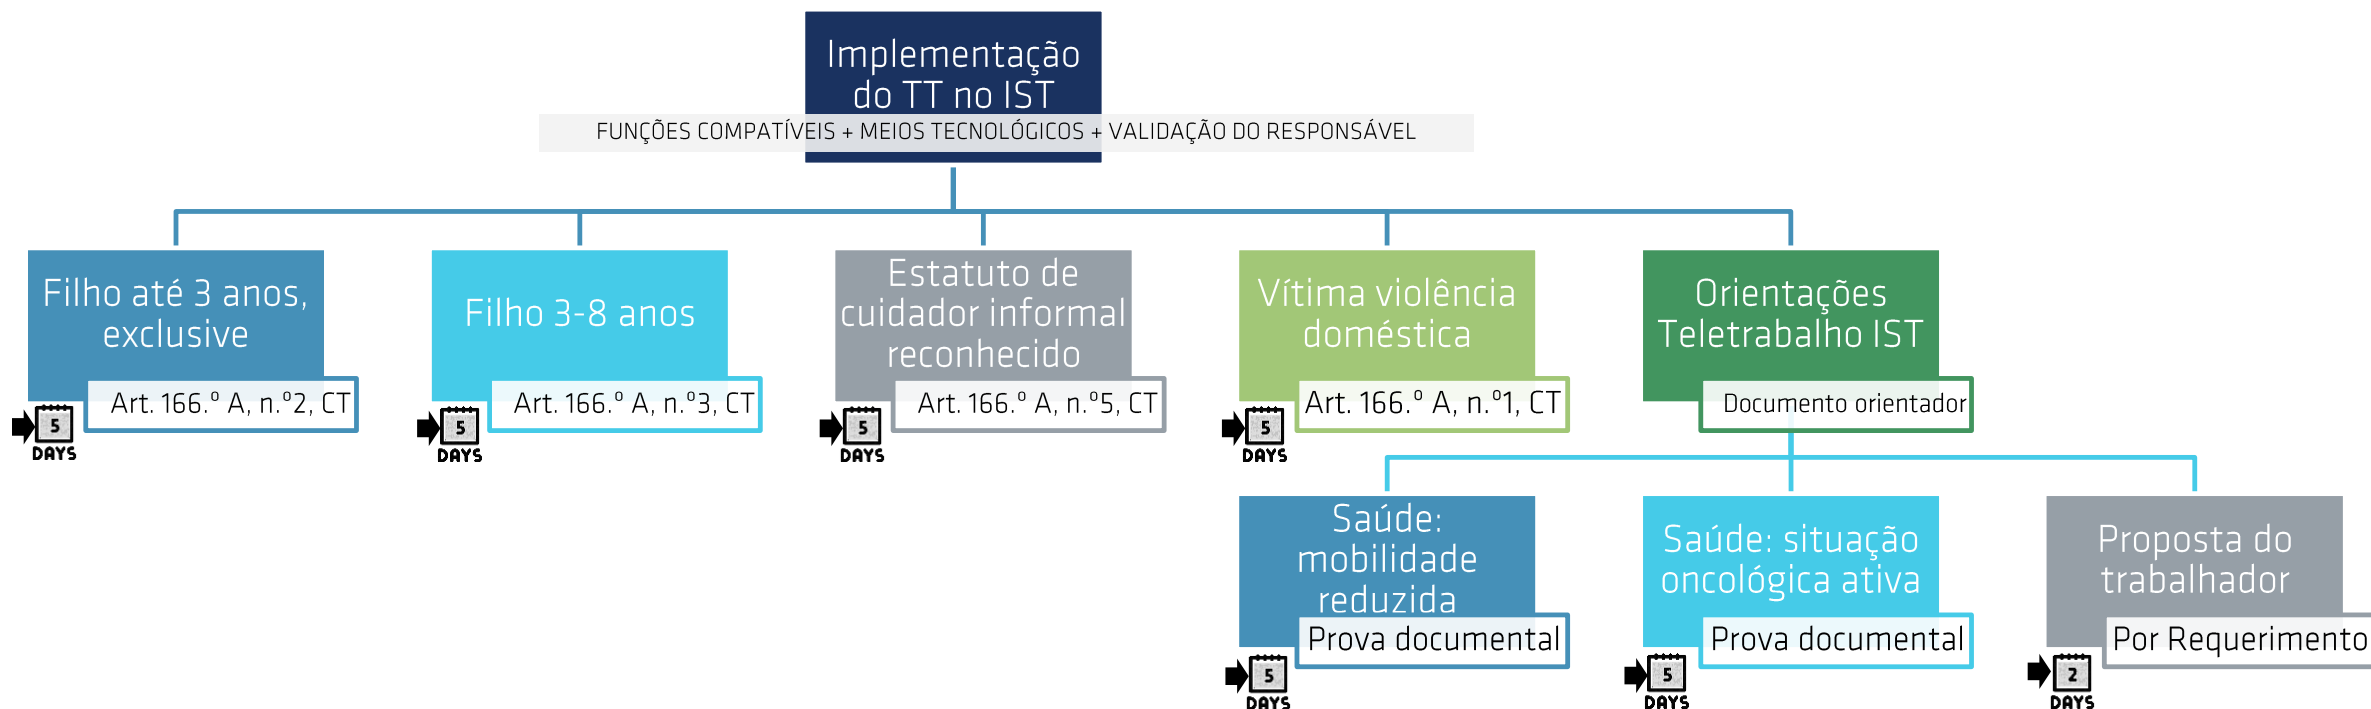 Implementação
do TT no IST
FUNÇÕES COMPATÍVEIS + MEIOS TECNOLÓGICOS + VALIDAÇÃO DO RESPONSÁVEL
Filho até 3 anos,
exclusive
Art. 166.º A, n.º2, CT
5
DAYS
Filho 3-8 anos
Art. 166.º A, n.º3, CT
5
DAYS
Estatuto de
cuidador informal
reconhecido
Art. 166.º A, n.º5, CT
5
DAYS
Vítima violência
doméstica
Art. 166.º A, n.º1, CT
5
DAYS
Orientações
Teletrabalho IST
Documento orientador
Saúde:
mobilidade
reduzida
Prova documental
5
DAYS
Saúde: situação
oncológica ativa
Prova documental
5
DAYS
Proposta do
trabalhador
Por Requerimento
2
DAYS